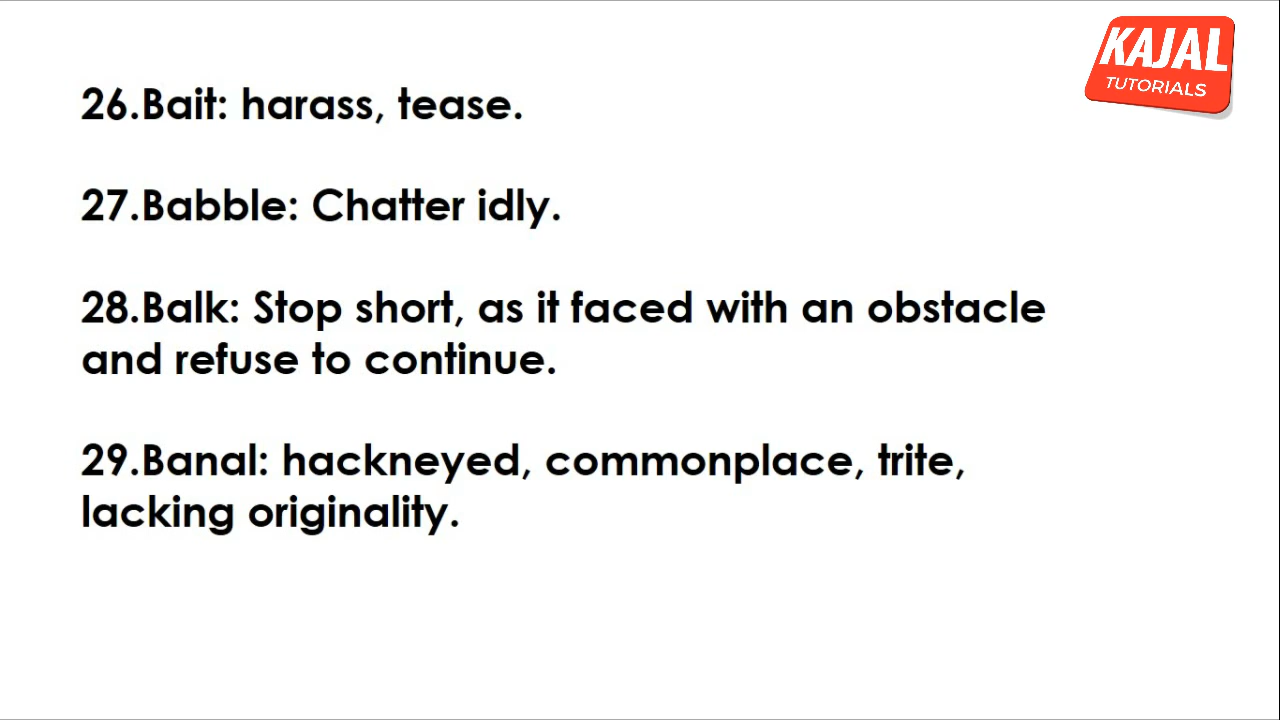 KAJAL
TUTORIALS
26.Bait: harass, tease.
27.Babble: Chatter idly.
28.Balk: Stop short, as it faced with an obstacle
and refuse to continue.
29.Banal: hackneyed, commonplace, trite,
lacking originality.